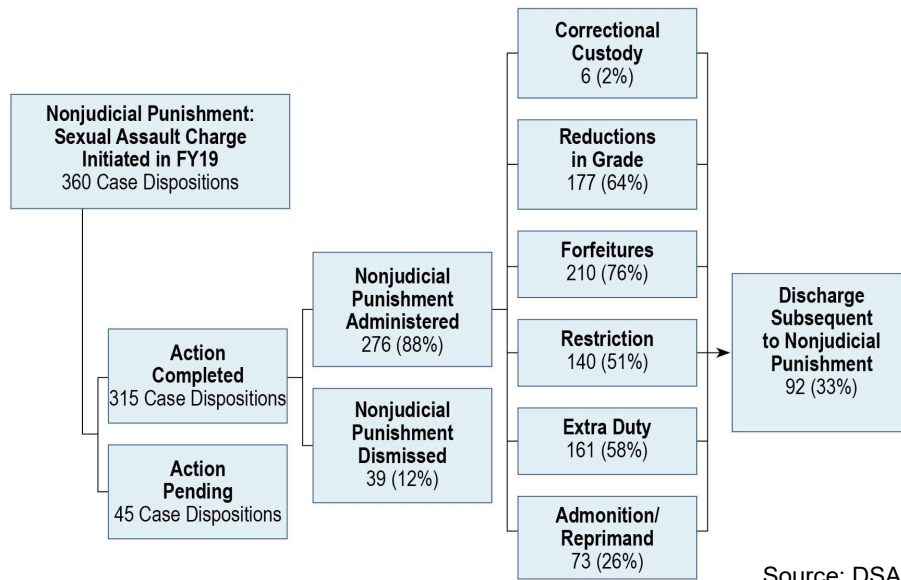 Nonjudicial Punishment:
Sexual Assault Charge
Initiated in FY19
360 Case Dispositions
Action
Completed
315 Case Dispositions
Action
Pending
45 Case Dispositions
Nonjudicial
Punishment
Administered
276 (88%)
Nonjudicial
Punishment
Dismissed
39 (12%)
Correctional
Custody
6 (2%)
Reductions
in Grade
177 (64%)
Forfeitures
210 (76%)
Restriction
140 (51%)
Extra Duty
161 (58%)
Admonition/
Reprimand
73 (26%)
Discharge
Subsequent
to Nonjudicial
Punishment
92 (33%)
Source: DSA